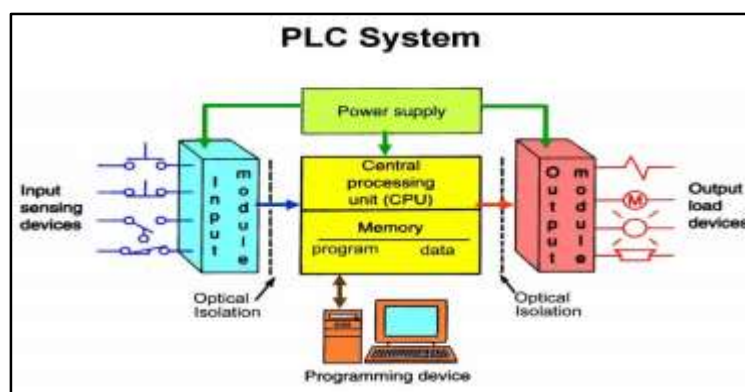 PLC System
Power supply
Input
module
Central
processing
unit (CPU)
Memory
program data
Output
module
Input
sensing
devices
Output
load
devices
Optical
Isolation
Optical
Isolation
M
Programming device